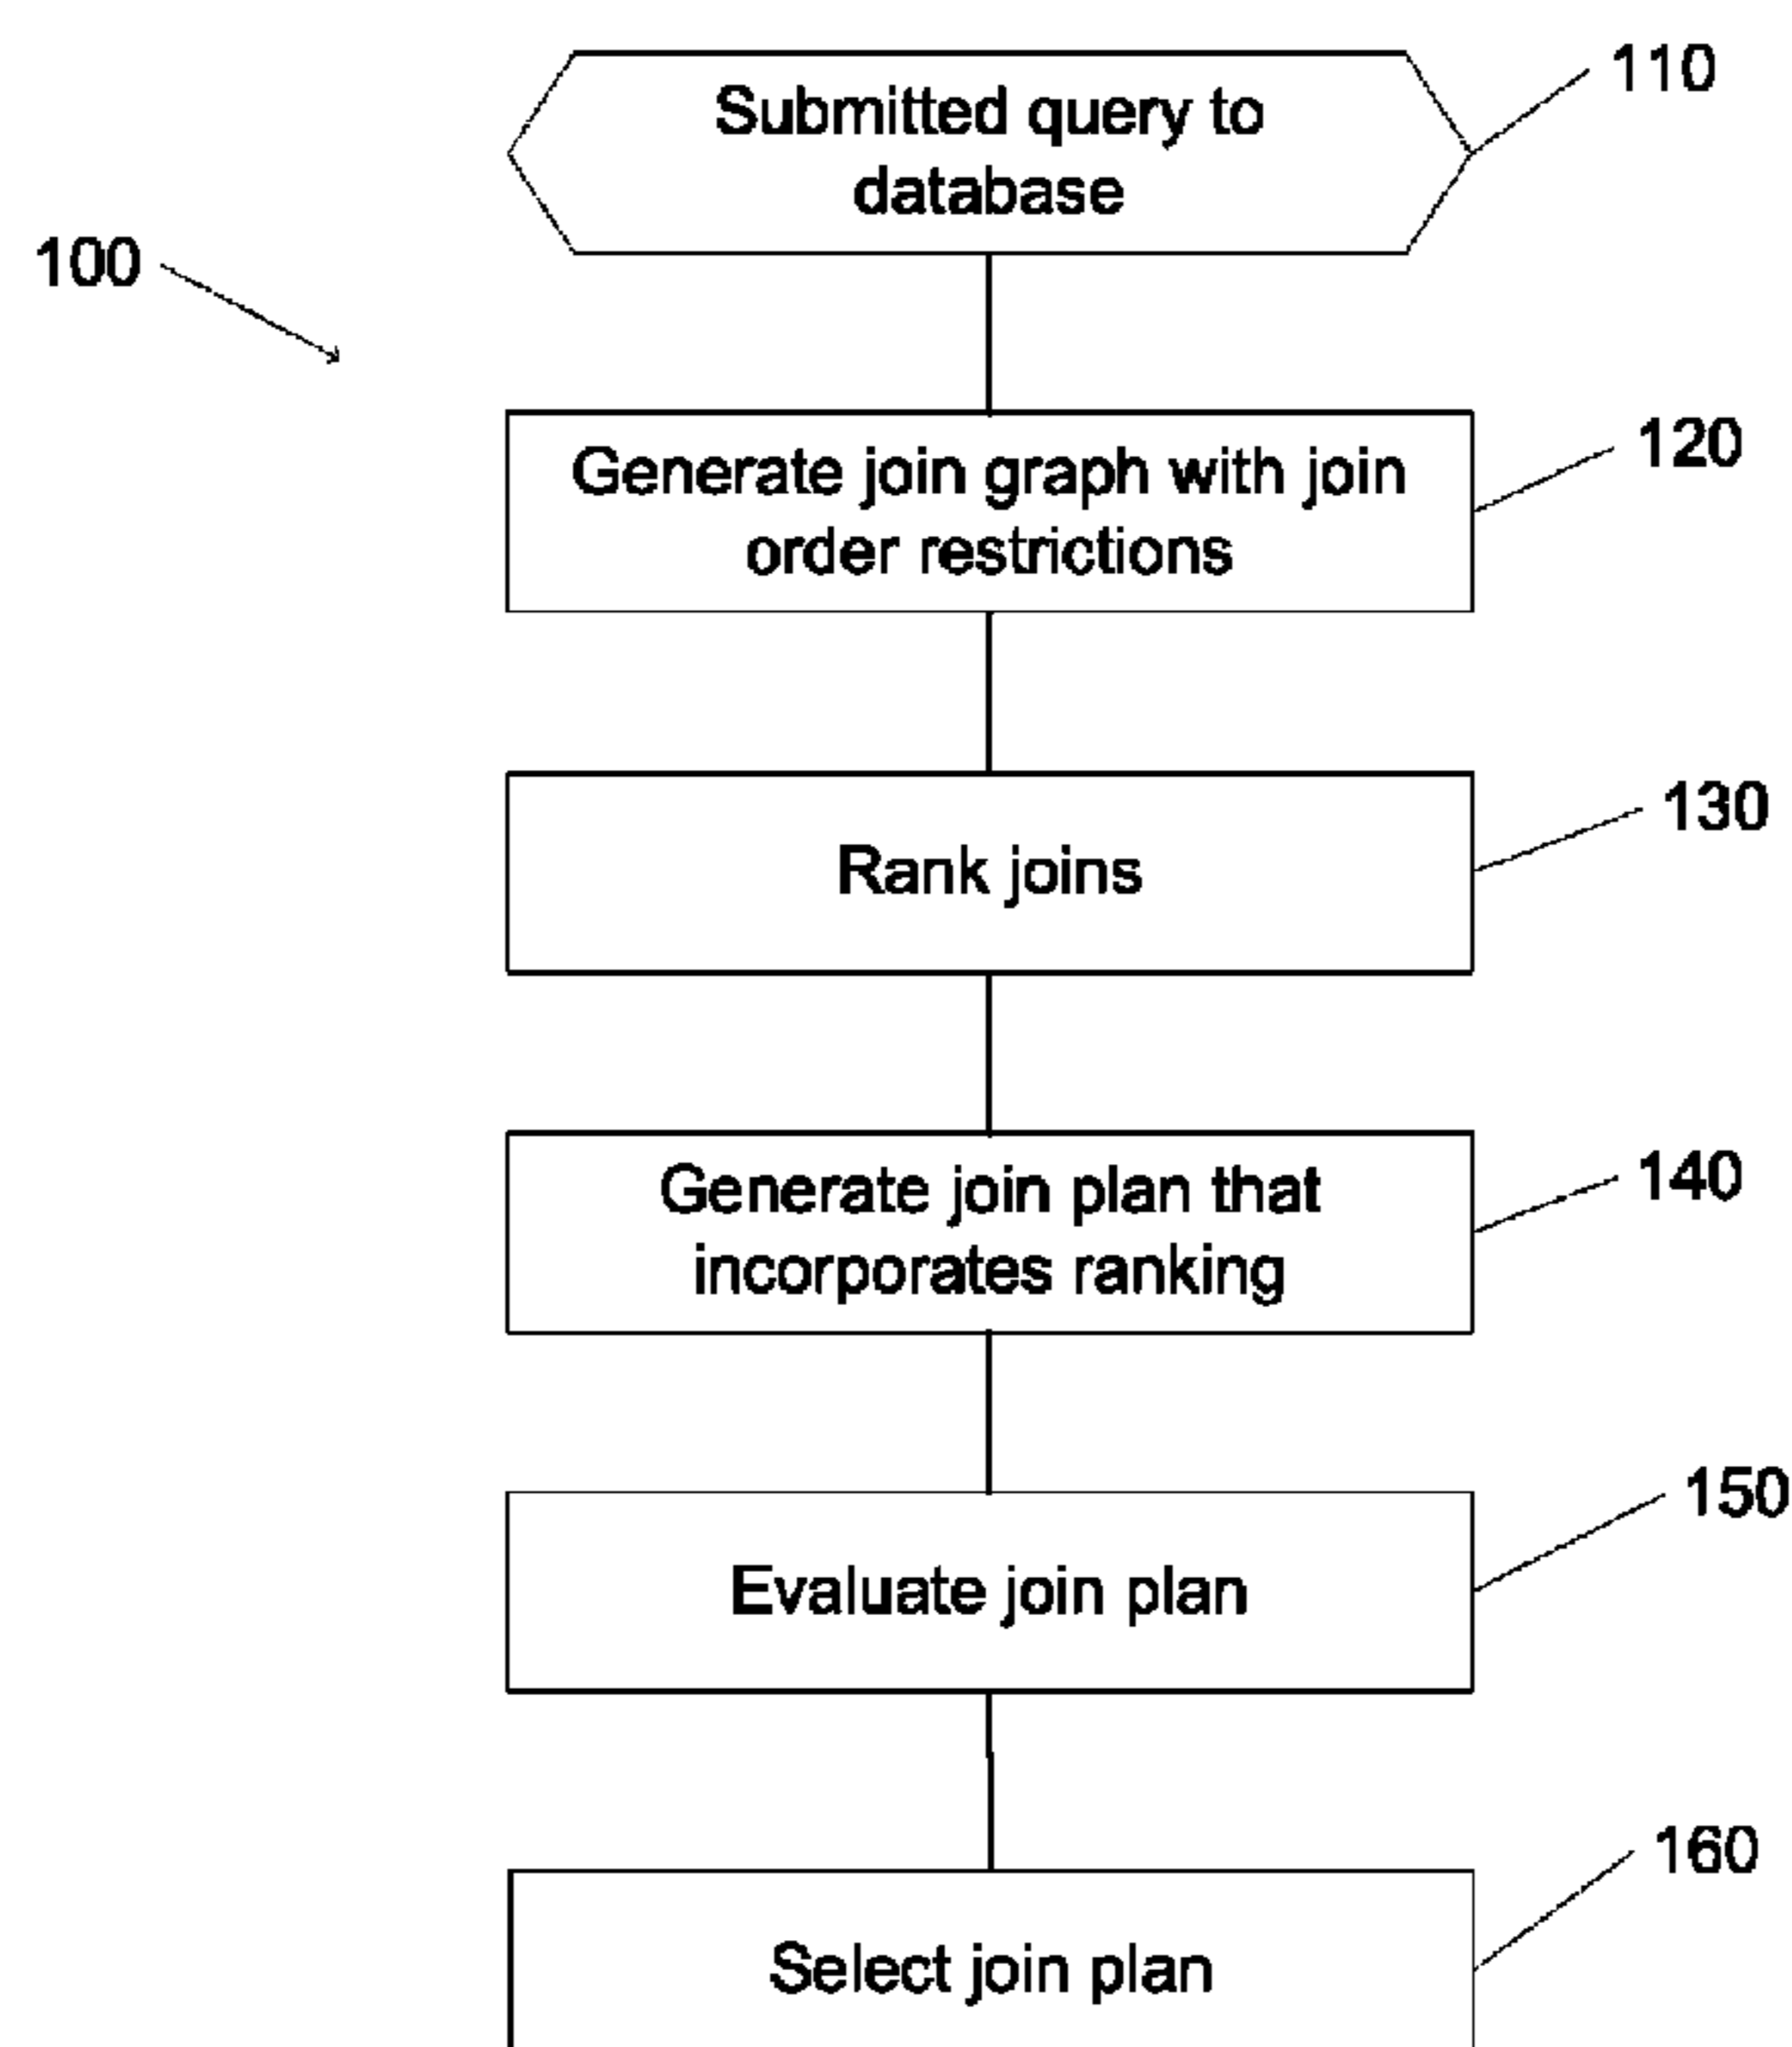 Submitted query to
database
110
100
Generate join graph with join
order restrictions
120
Rank joins
130
Generate join plan that
incorporates ranking
140
Evaluate join plan
150
Select join plan
160